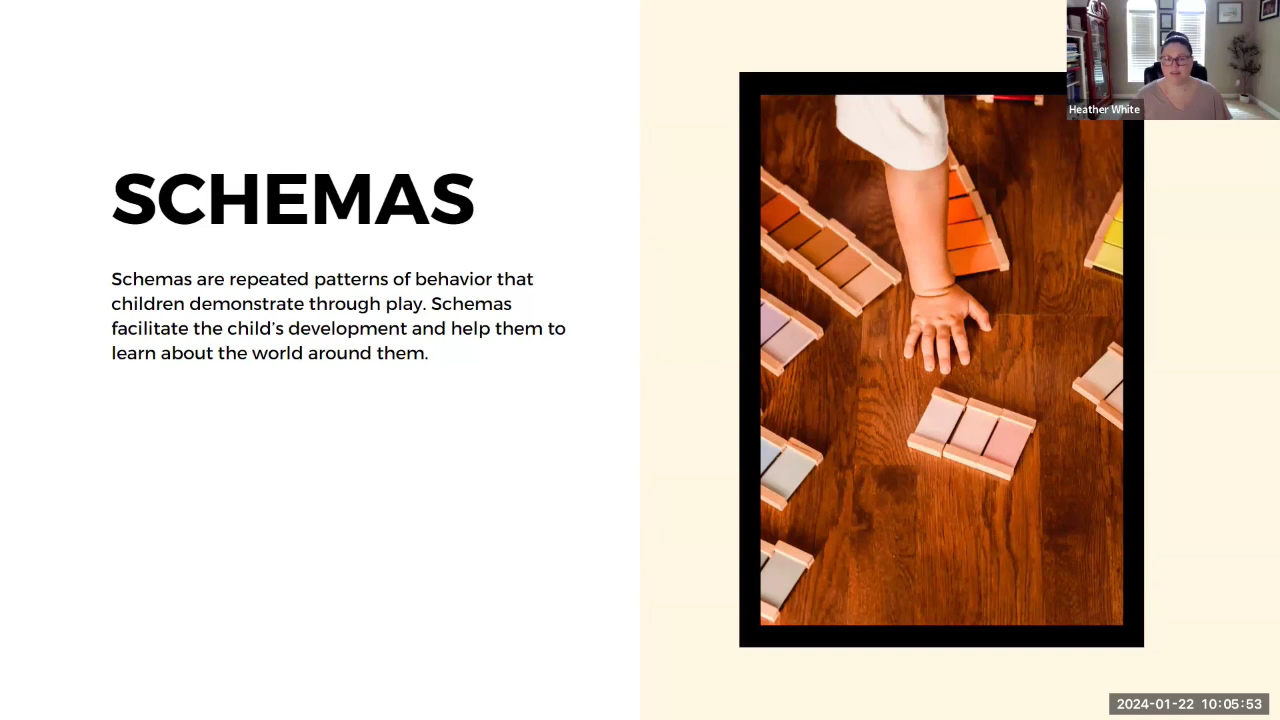 SCHEMAS
Schemas are repeated patterns of behavior that
children demonstrate through play. Schemas
facilitate the child's development and help them to
learn about the world around them.
Heather White
2024-01-22 10:05:53